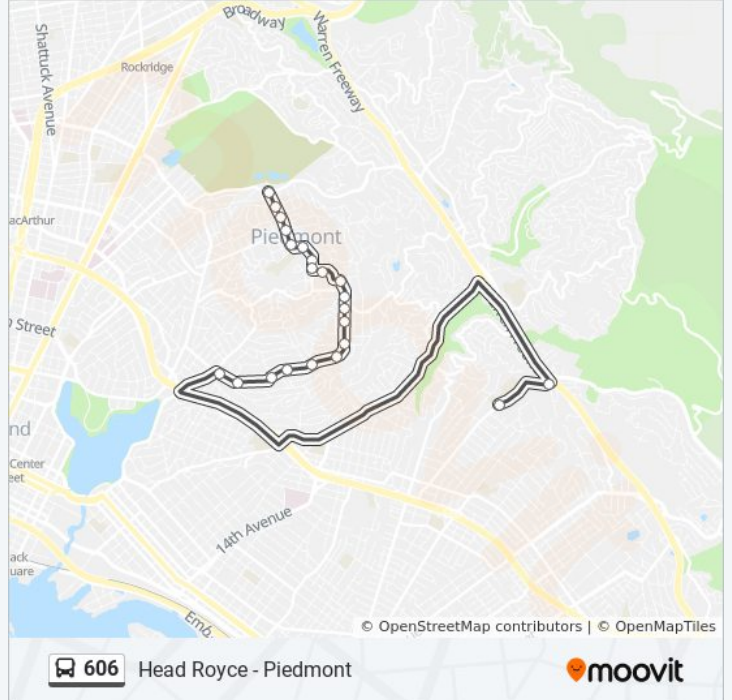 Broadway
Warren Freeway
Shattuck Avenue
Rockridge
acArthur
Piedmont
Street
nd
Center
eet
14th Avenue
ack
uare
© OpenStreetMap contributors | © OpenMapTiles
606 Head Royce - Piedmont
moovit